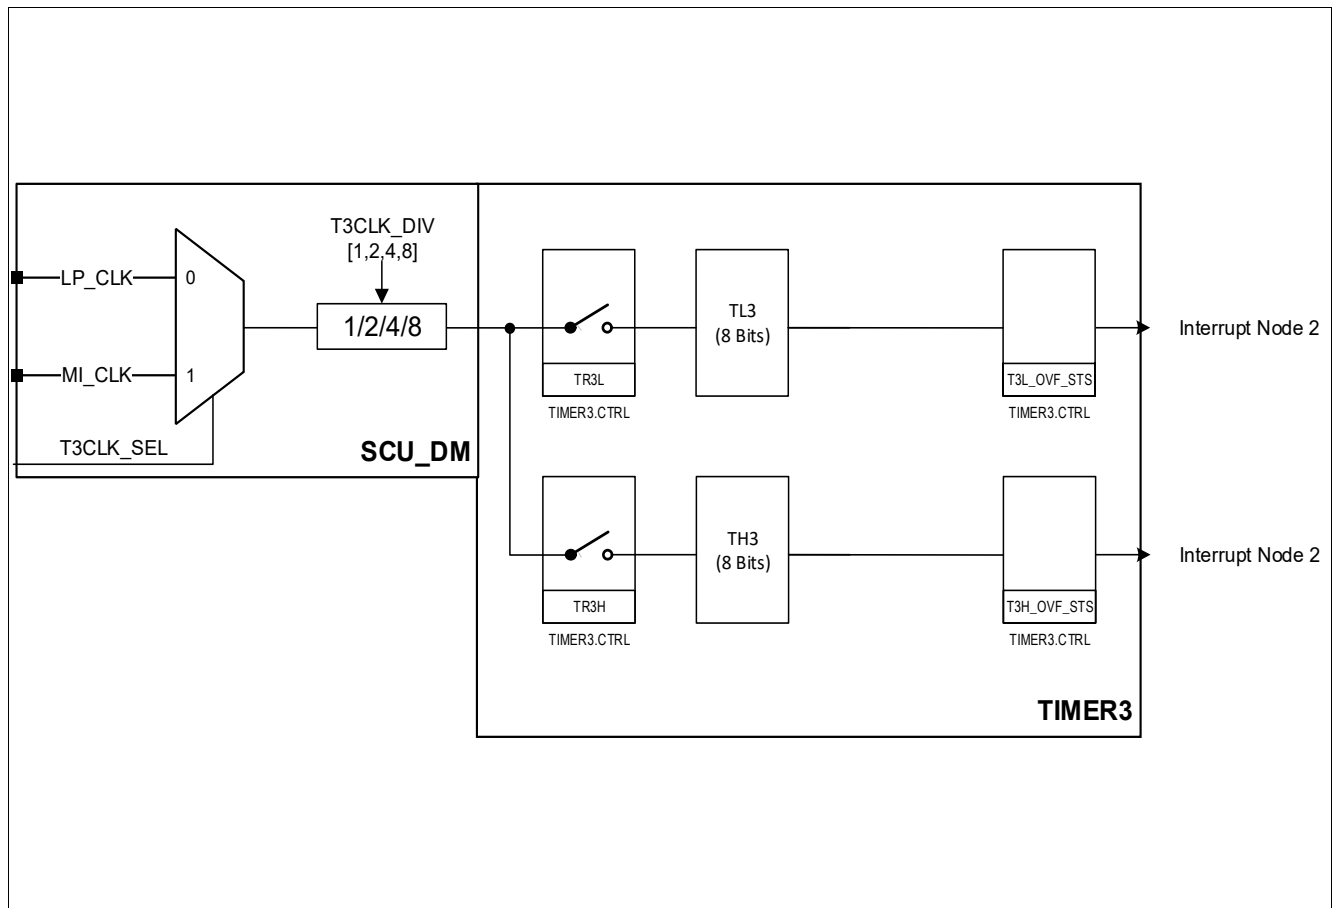 T3CLK_DIV
[1,2,4,8]
LP_CLK
0
1/2/4/8
MI_CLK
1
T3CLK_SEL
SCU_DM
TL3
(8 Bits)
Interrupt Node 2
TR3L
T3L_OVF_STS
TIMER3.CTRL
TIMER3.CTRL
TH3
(8 Bits)
Interrupt Node 2
TR3H
T3H_OVF_STS
TIMER3.CTRL
TIMER3.CTRL
TIMER3